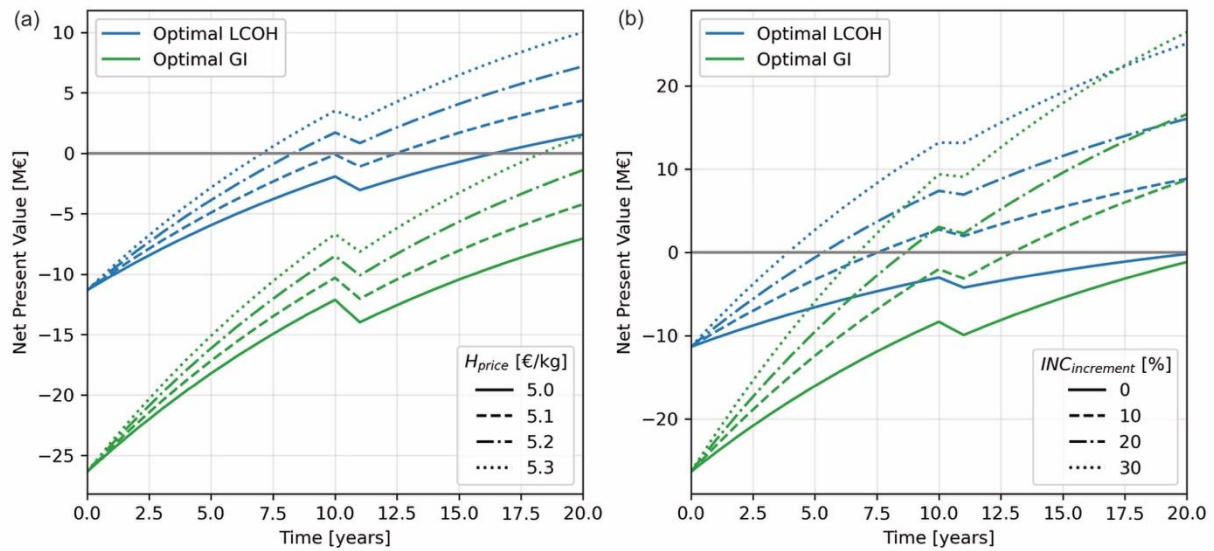 (a)
Optimal LCOH
Optimal GI
10
5
0
−5
−10
−15
−20
−25
Net Present Value [M€]
H_price [€/kg]
5.0
5.1
5.2
5.3
0.0 2.5 5.0 7.5 10.0 12.5 15.0 17.5 20.0
Time [years]
(b)
Optimal LCOH
Optimal GI
20
10
0
−10
−20
Net Present Value [M€]
INC_increment [%]
0
10
20
30
0.0 2.5 5.0 7.5 10.0 12.5 15.0 17.5 20.0
Time [years]